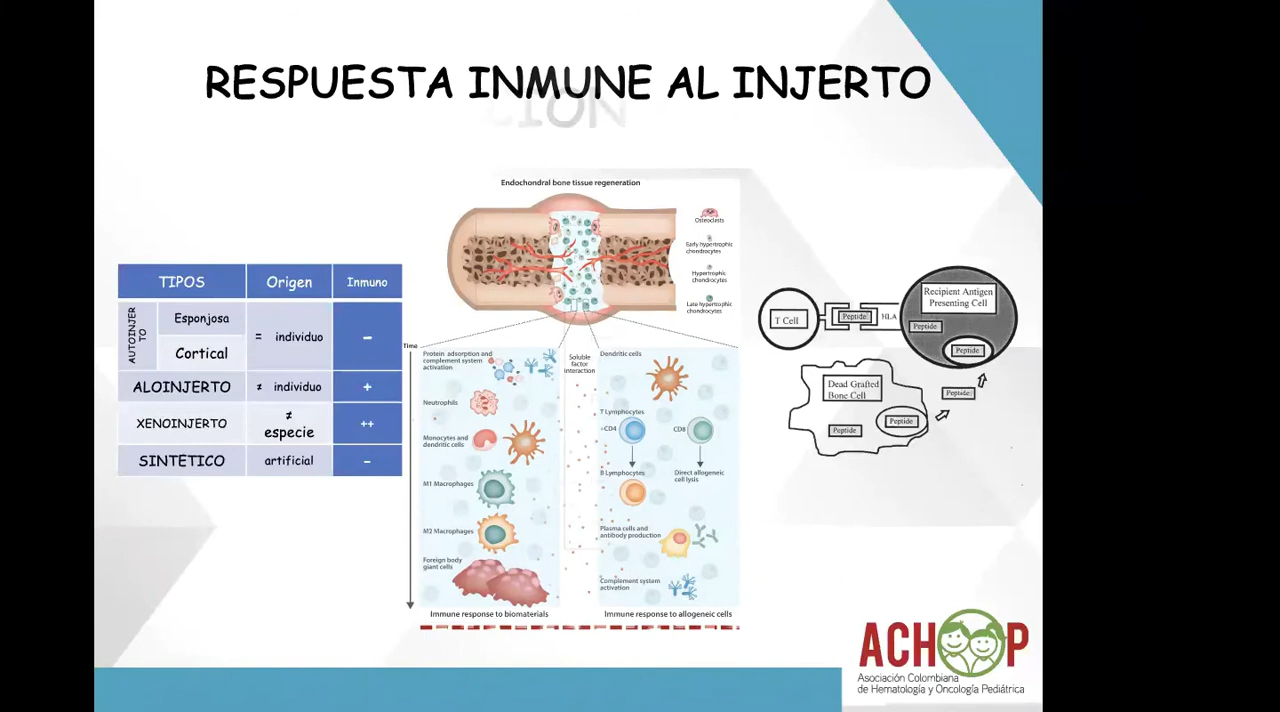 RESPUESTA INMUNE AL INJERTO
CION
TIPOS
Origen
Inmuno
AUTOINJER
TO
Esponjosa
Cortical
= individuo
-
ALOINJERTO
≠ individuo
+
XENOINJERTO
≠
especie
++
SINTETICO
artificial
-
Endochondral bone tissue regeneration
Osteoclasts
Early hypertrophic
chondrocytes
Hypertrophic
chondrocytes
Late hypertrophic
chondrocytes
Time
Protein adsorption and
complement system
activation
Neutrophils
Monocytes and
dendritic cells
M1 Macrophages
M2 Macrophages
Foreign body
giant cells
Immune response to biomaterials
Soluble
factor
interaction
Dendritic cells
T Lymphocytes
+CD4
CD8
B Lymphocytes
Direct allogeneic
cell lysis
Plasma cells and
antibody production
Complement system
activation
Immune response to allogeneic cells
T Cell
Peptide
HLA
Recipient Antigen
Presenting Cell
Peptide
Peptide
Dead Grafted
Bone Cell
Peptide
Peptide
Peptide
ACHOP
Asociación Colombiana
de Hematología y Oncología Pediátrica